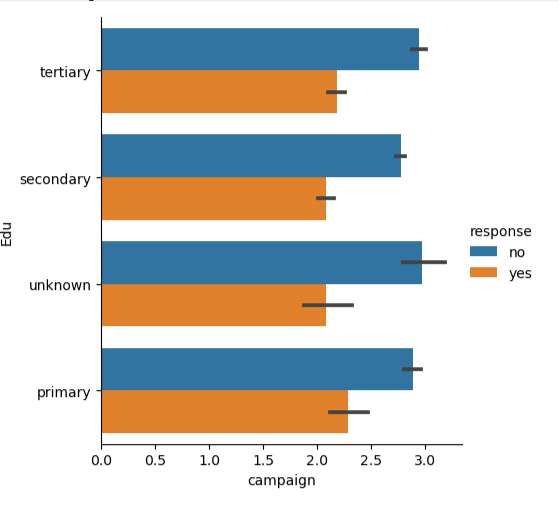 tertiary
secondary
unknown
primary
Edu
0.0 0.5 1.0 1.5 2.0 2.5 3.0
campaign
response
no
yes